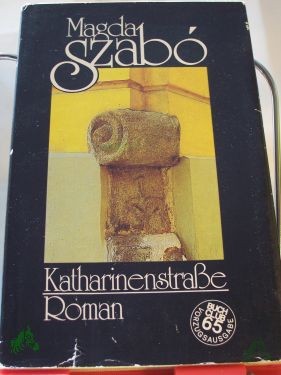 Magda
Szabó
Katharinenstraße
Roman
BUCH
CLUB
65
VORZUGSAUSGABE